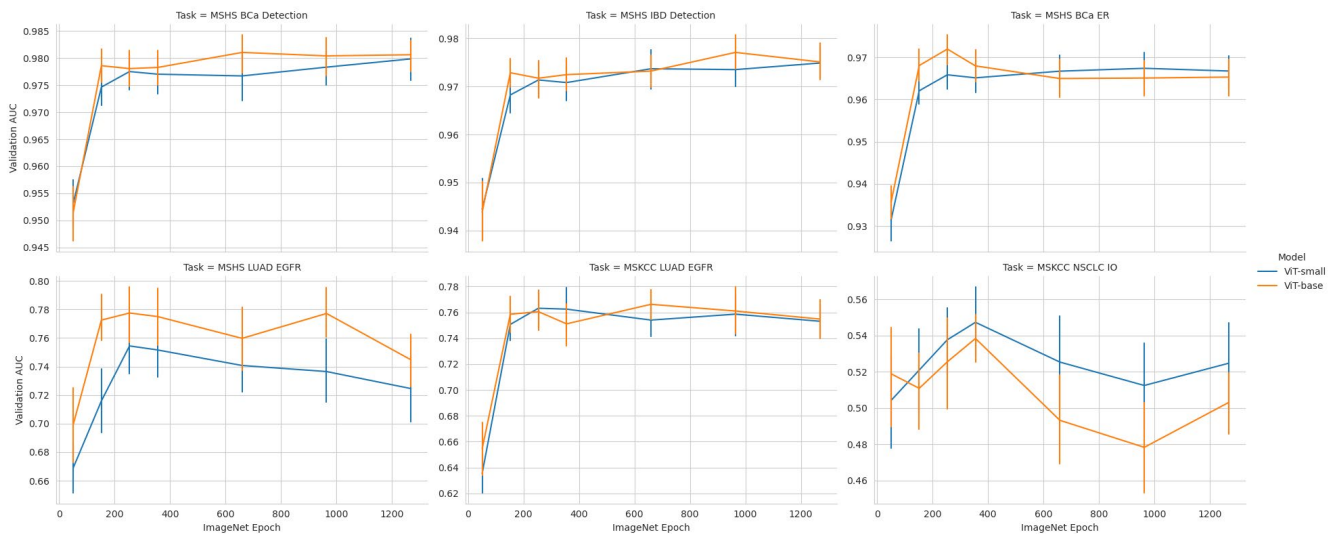 Task = MSHS BCa Detection
Task = MSHS IBD Detection
Task = MSHS BCa ER
0.985
0.980
0.975
0.970
0.965
0.960
0.955
0.950
0.945
Validation AUC
0.98
0.97
0.96
0.95
0.94
0.97
0.96
0.95
0.94
0.93
Task = MSHS LUAD EGFR
Task = MSKCC LUAD EGFR
Task = MSKCC NSCLC IO
0.80
0.78
0.76
0.74
0.72
0.70
0.68
0.66
Validation AUC
0.78
0.76
0.74
0.72
0.70
0.68
0.66
0.64
0.62
0.56
0.54
0.52
0.50
0.48
0.46
Model
ViT-small
ViT-base
0 200 400 600 800 1000 1200
0 200 400 600 800 1000 1200
0 200 400 600 800 1000 1200
ImageNet Epoch
ImageNet Epoch
ImageNet Epoch